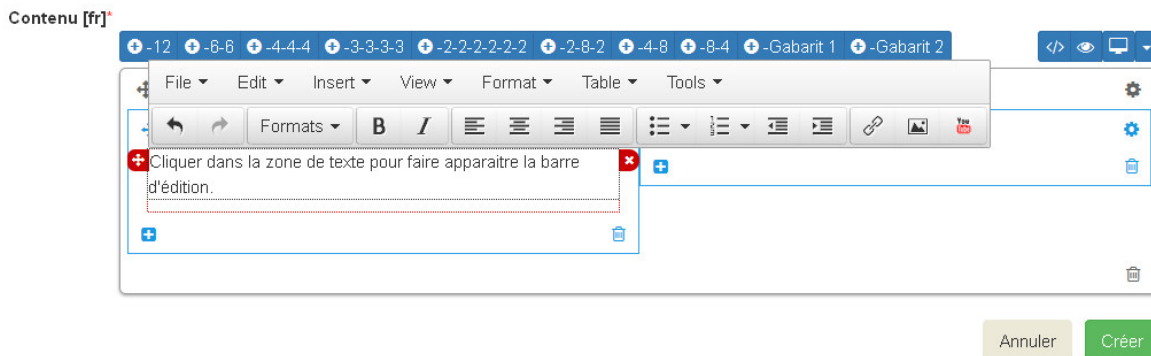 Contenu [fr]*
-12 -6-6 -4-4-4 -3-3-3-3 -2-2-2-2-2-2 -2-8-2 -4-8 -8-4 -Gabarit 1 -Gabarit 2 </>
File Edit Insert View Format Table Tools
Formats B I You Tube
Cliquer dans la zone de texte pour faire apparaitre la barre
d'édition.
Annuler Créer